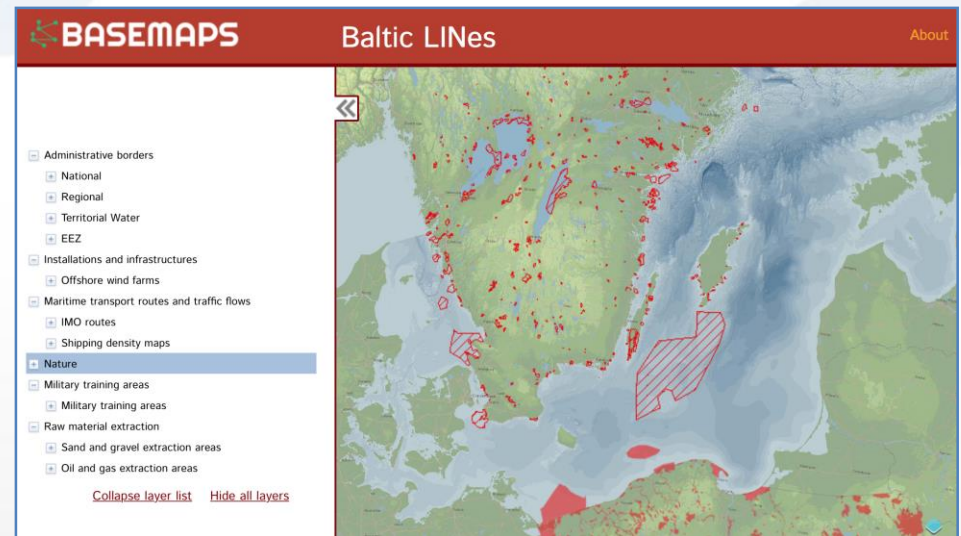 BASEMAPS
Baltic LINes
About
Administrative borders
National
Regional
Territorial Water
EEZ
Installations and infrastructures
Offshore wind farms
Maritime transport routes and traffic flows
IMO routes
Shipping density maps
Nature
Military training areas
Military training areas
Raw material extraction
Sand and gravel extraction areas
Oil and gas extraction areas
Collapse layer list Hide all layers